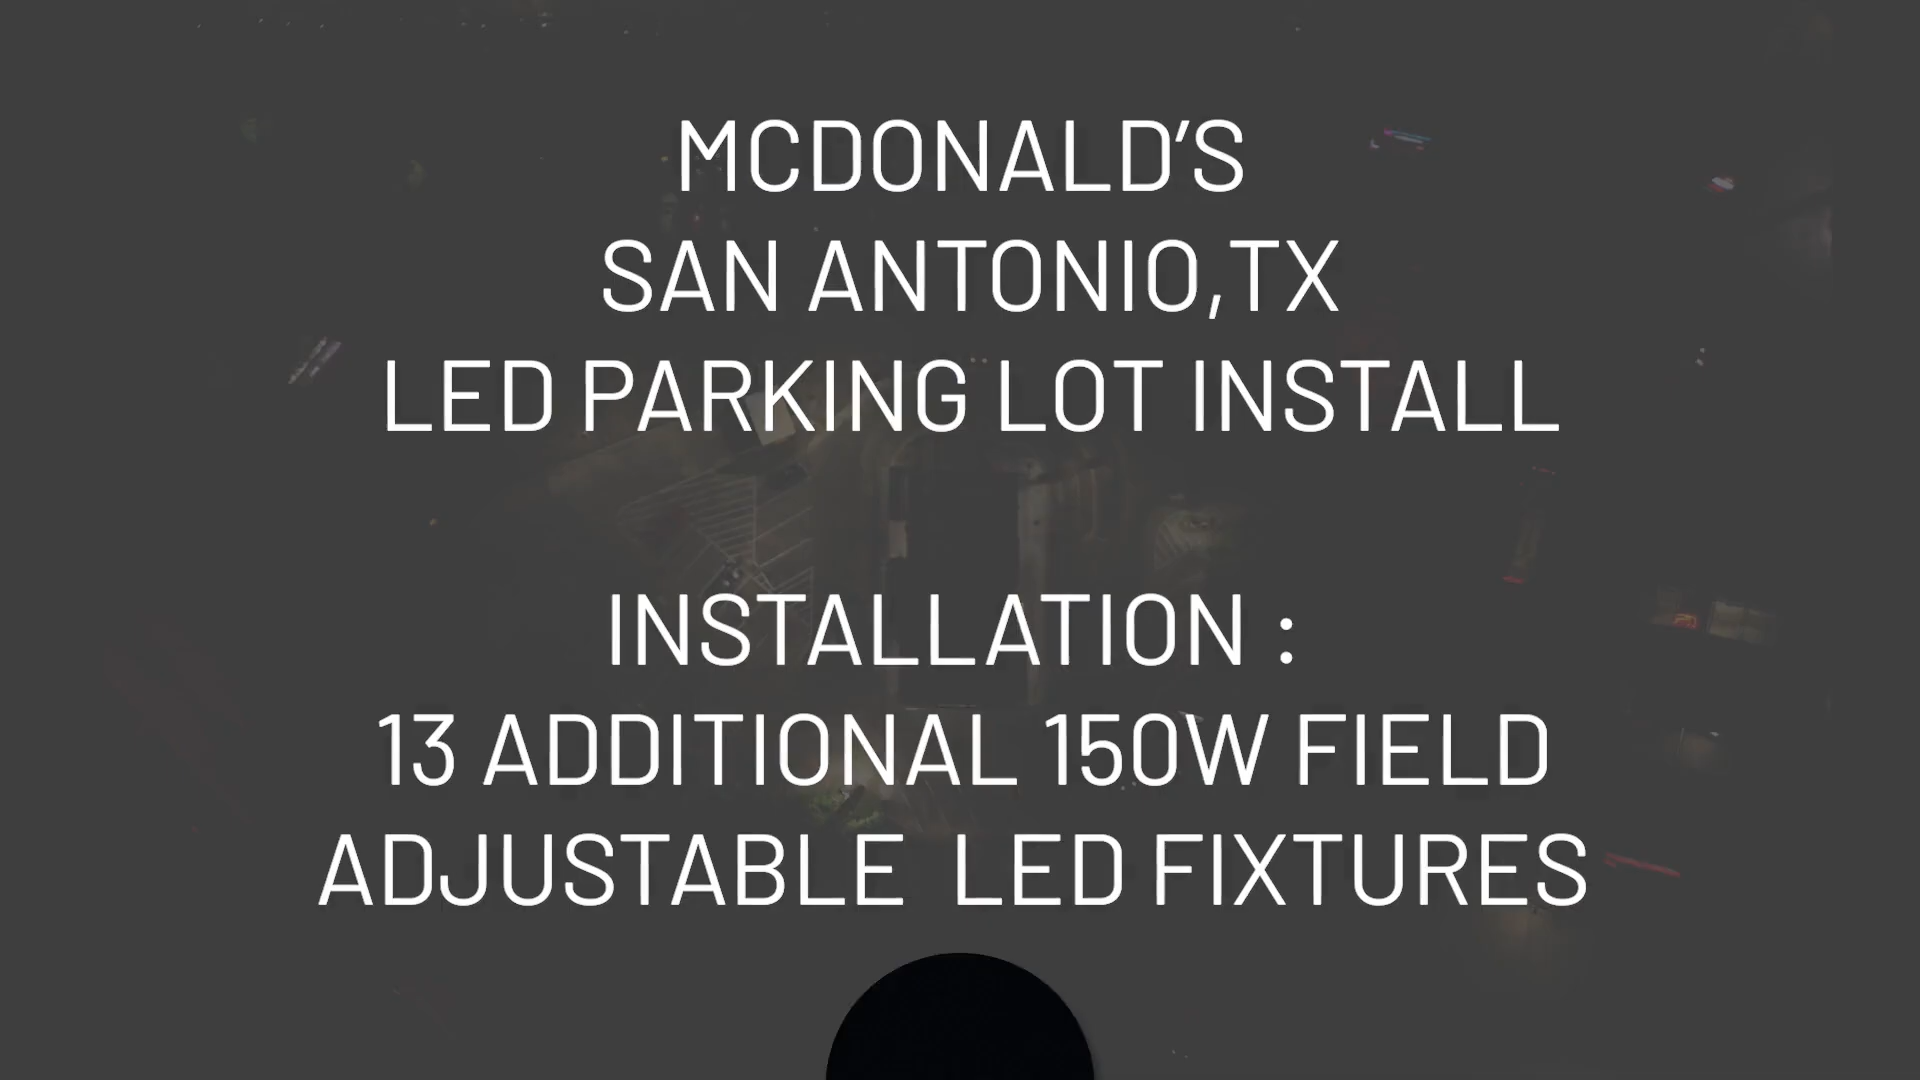 MCDONALD'S
SAN ANTONIO,TX
LED PARKING LOT INSTALL
INSTALLATION :
13 ADDITIONAL 150W FIELD
ADJUSTABLE  LED FIXTURES